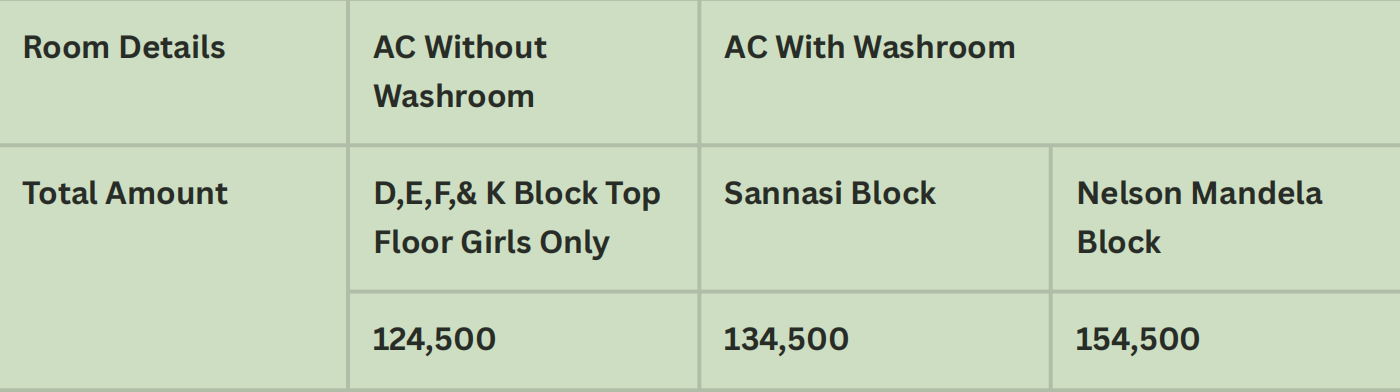 Room Details
AC Without
Washroom
AC With Washroom
Total Amount
D,E,F,& K Block Top
Floor Girls Only
Sannasi Block
Nelson Mandela
Block
124,500
134,500
154,500